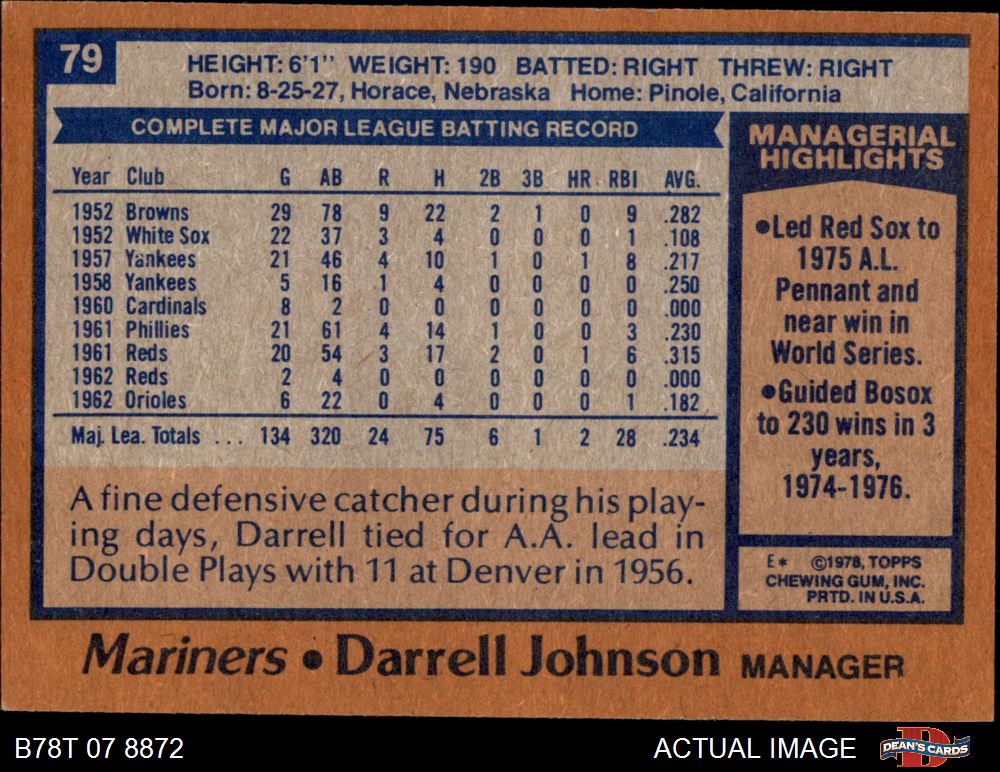 79
HEIGHT: 6'1" WEIGHT: 190 BATTED: RIGHT THREW: RIGHT
Born: 8-25-27, Horace, Nebraska Home: Pinole, California
COMPLETE MAJOR LEAGUE BATTING RECORD
Year Club G AB R H 2B 3B HR RBI AVG.
1952 Browns 29 78 9 22 2 1 0 9 .282
1952 White Sox 22 37 3 4 0 0 0 1 .108
1957 Yankees 21 46 4 10 1 0 1 8 .217
1958 Yankees 5 16 1 4 0 0 0 0 .250
1960 Cardinals 8 2 0 0 0 0 0 0 .000
1961 Phillies 21 61 4 14 1 0 0 3 .230
1961 Reds 20 54 3 17 2 0 1 6 .315
1962 Reds 2 4 0 0 0 0 0 0 .000
1962 Orioles 6 22 0 4 0 0 0 1 .182
Maj. Lea. Totals ... 134 320 24 75 6 1 2 28 .234
A fine defensive catcher during his play-
ing days, Darrell tied for A.A. lead in
Double Plays with 11 at Denver in 1956.
MANAGERIAL
HIGHLIGHTS
•Led Red Sox to
1975 A.L.
Pennant and
near win in
World Series.
•Guided Bosox
to 230 wins in 3
years,
1974-1976.
E* ©1978, TOPPS
CHEWING GUM, INC.
PRTD. IN U.S.A.
Mariners • Darrell Johnson MANAGER
B78T 07 8872
ACTUAL IMAGE
D
DEAN'S CARDS